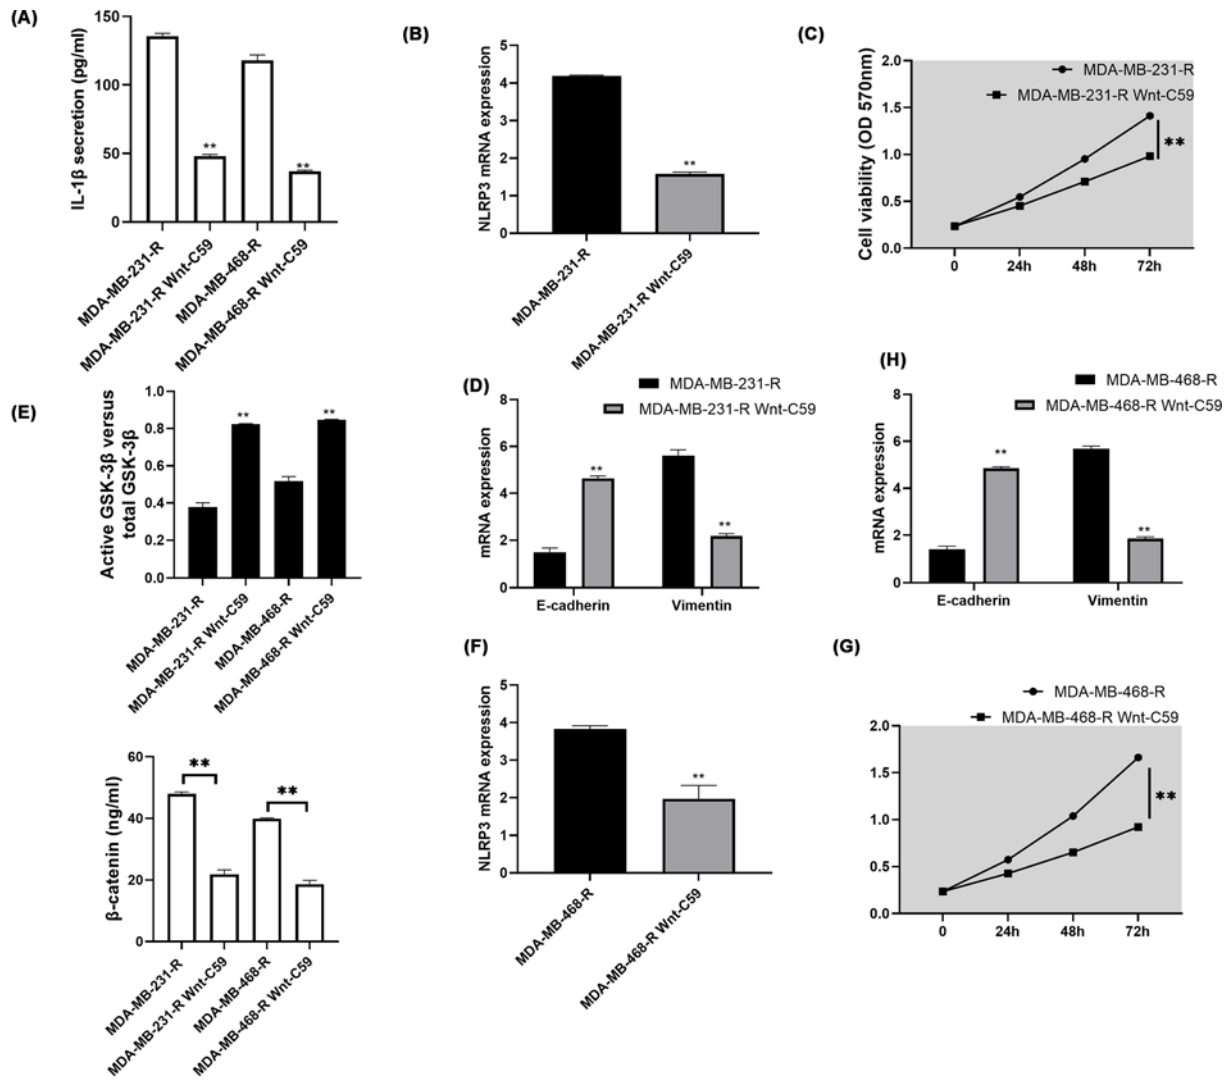 (A)
IL-1β secretion (pg/ml)
150
100
50
0
**
**
MDA-MB-231-R
MDA-MB-231-R Wnt-C59
MDA-MB-468-R
MDA-MB-468-R Wnt-C59
(B)
NLRP3 mRNA expression
5
4
3
2
1
0
**
MDA-MB-231-R
MDA-MB-231-R Wnt-C59
(C)
Cell viability (OD 570nm)
2.0
1.5
1.0
0.5
0.0
MDA-MB-231-R
MDA-MB-231-R Wnt-C59
**
0 24h 48h 72h
(E)
Active GSK-3β versus
total GSK-3β
1.0
0.8
0.6
0.4
0.2
0.0
**
**
MDA-MB-231-R
MDA-MB-231-R Wnt-C59
MDA-MB-468-R
MDA-MB-468-R Wnt-C59
β-catenin (ng/ml)
60
40
20
0
**
**
MDA-MB-231-R
MDA-MB-231-R Wnt-C59
MDA-MB-468-R
MDA-MB-468-R Wnt-C59
(D)
MDA-MB-231-R
MDA-MB-231-R Wnt-C59
mRNA expression
8
6
4
2
0
**
**
E-cadherin Vimentin
(H)
MDA-MB-468-R
MDA-MB-468-R Wnt-C59
mRNA expression
8
6
4
2
0
**
**
E-cadherin Vimentin
(F)
NLRP3 mRNA expression
5
4
3
2
1
0
**
MDA-MB-468-R
MDA-MB-468-R Wnt-C59
(G)
MDA-MB-468-R
MDA-MB-468-R Wnt-C59
2.0
1.5
1.0
0.5
0.0
**
0 24h 48h 72h